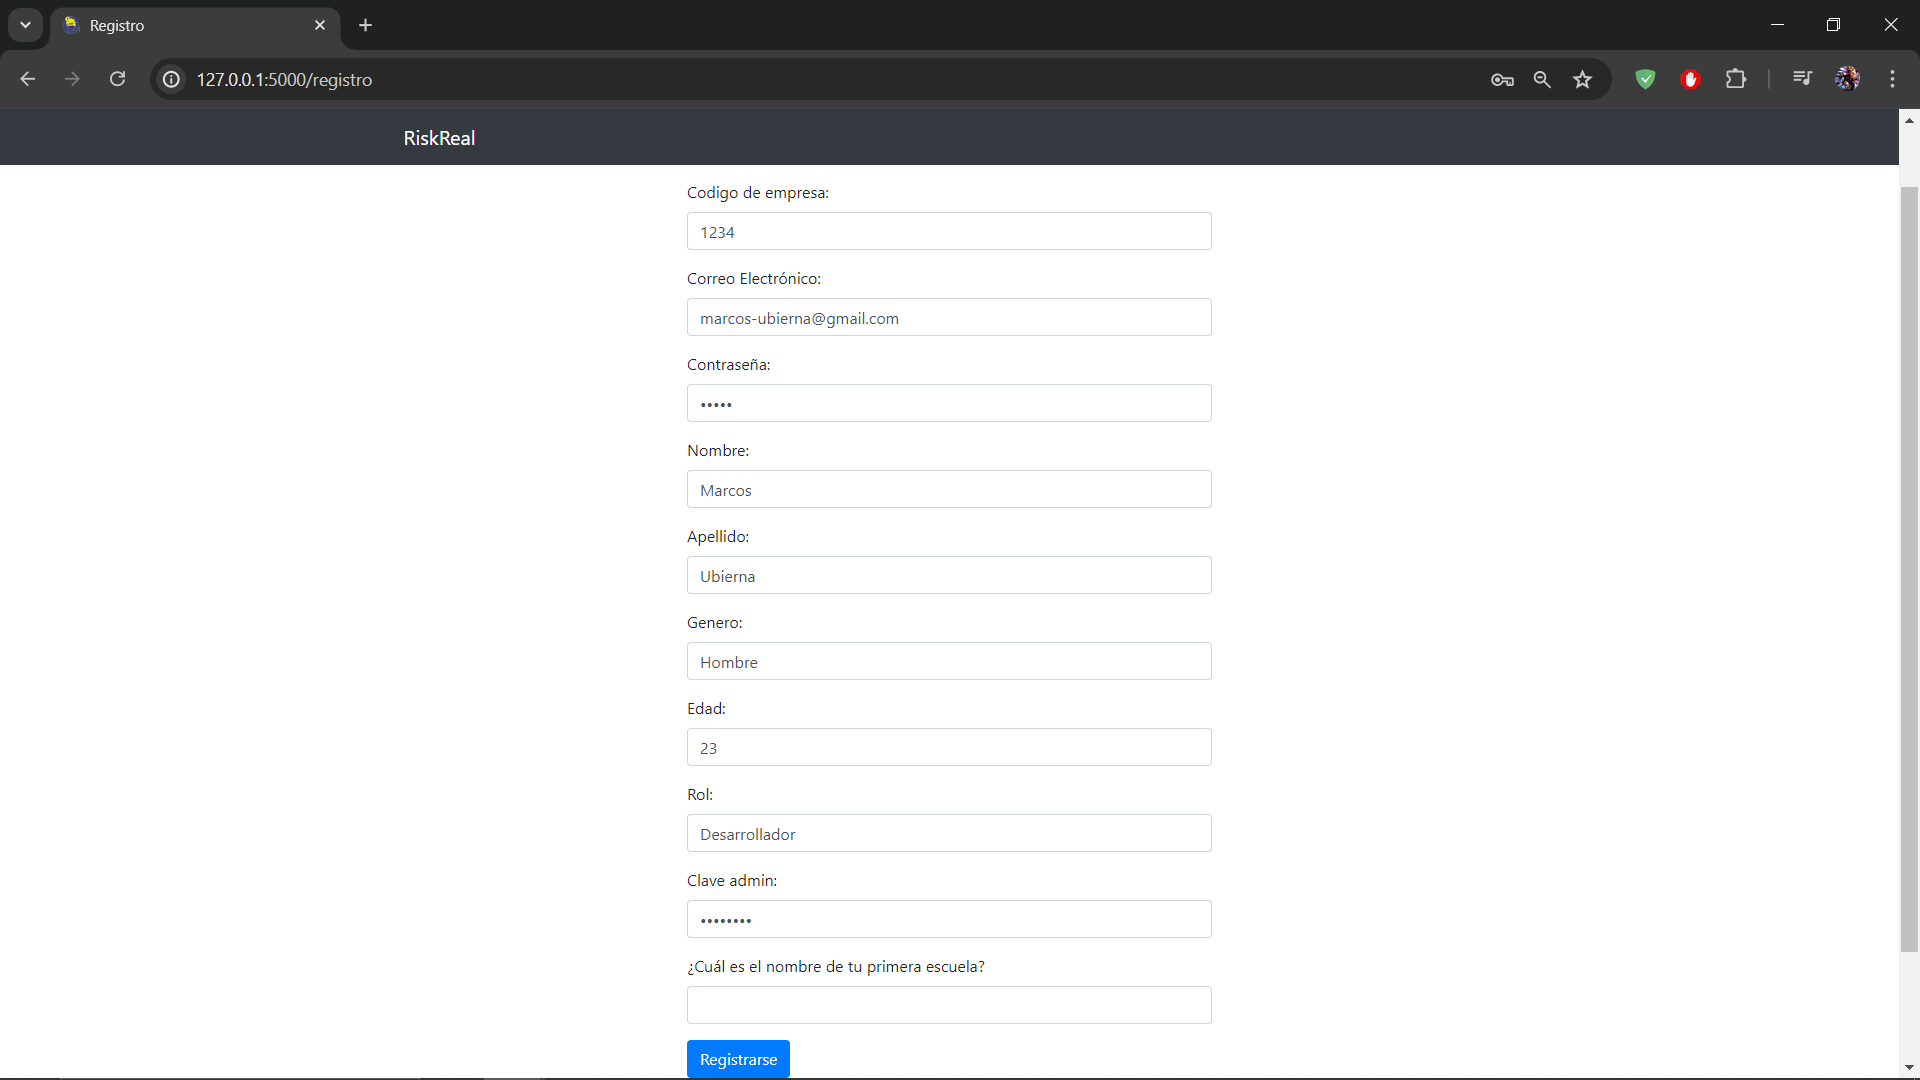 Registro
127.0.0.1:5000/registro
RiskReal
Codigo de empresa:
1234
Correo Electrónico:
marcos-ubierna@gmail.com
Contraseña:
•••••
Nombre:
Marcos
Apellido:
Ubierna
Genero:
Hombre
Edad:
23
Rol:
Desarrollador
Clave admin:
••••••••
¿Cuál es el nombre de tu primera escuela?
Registrarse